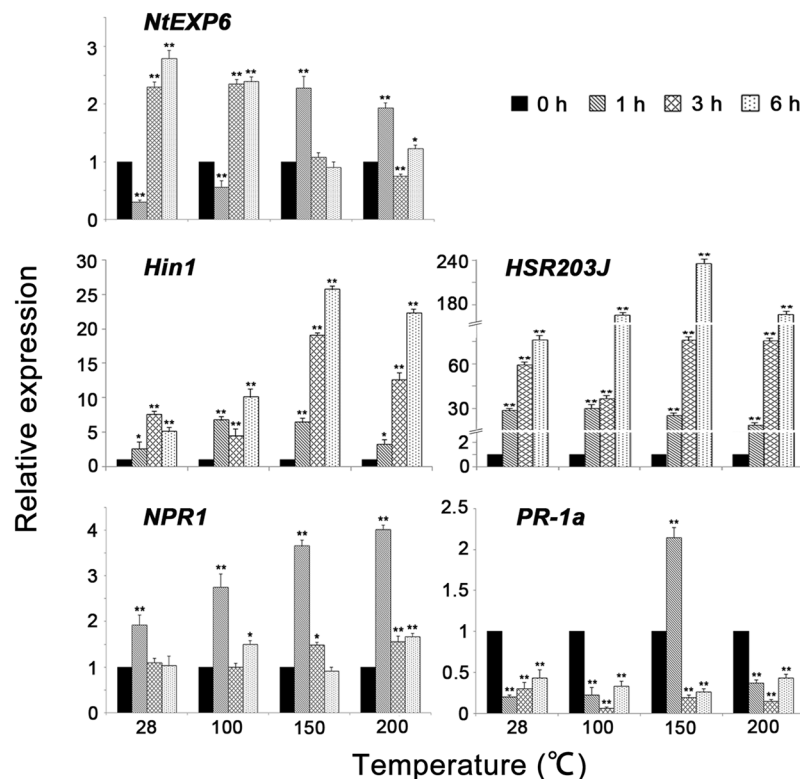 NtEXP6
3
2
1
0
** ** ** ** ** ** ** ** ** *
0 h 1 h 3 h 6 h
Relative expression
Hin1
30
25
20
15
10
5
0
* ** ** ** ** ** ** ** ** * ** **
HSR203J
240
180
60
30
2
0
** ** ** ** ** ** ** ** ** ** ** **
NPR1
4
3
2
1
0
** ** * ** * ** ** **
28 100 150 200
PR-1a
2.5
2
1.5
1
0.5
0
** ** ** ** ** ** ** ** ** ** ** **
28 100 150 200
Temperature (℃)